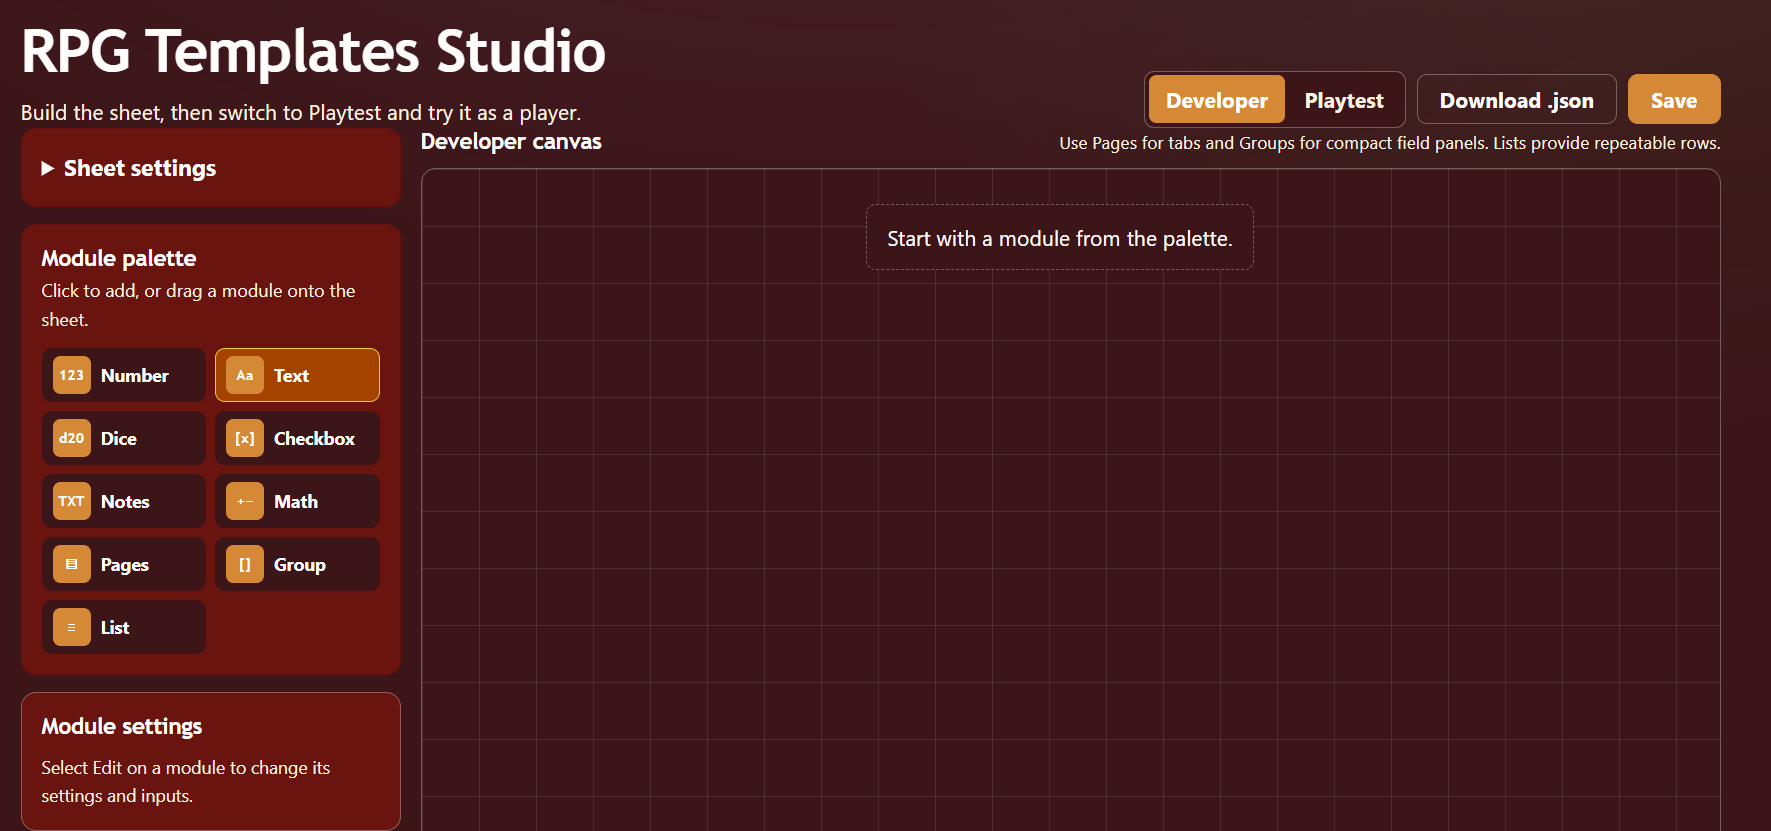 RPG Templates Studio
Build the sheet, then switch to Playtest and try it as a player.
Developer
Playtest
Download .json
Save
Sheet settings
Developer canvas
Use Pages for tabs and Groups for compact field panels. Lists provide repeatable rows.
Start with a module from the palette.
Module palette
Click to add, or drag a module onto the
sheet.
123 Number
Aa Text
d20 Dice
[x] Checkbox
TXT Notes
+− Math
Pages
[] Group
List
Module settings
Select Edit on a module to change its
settings and inputs.